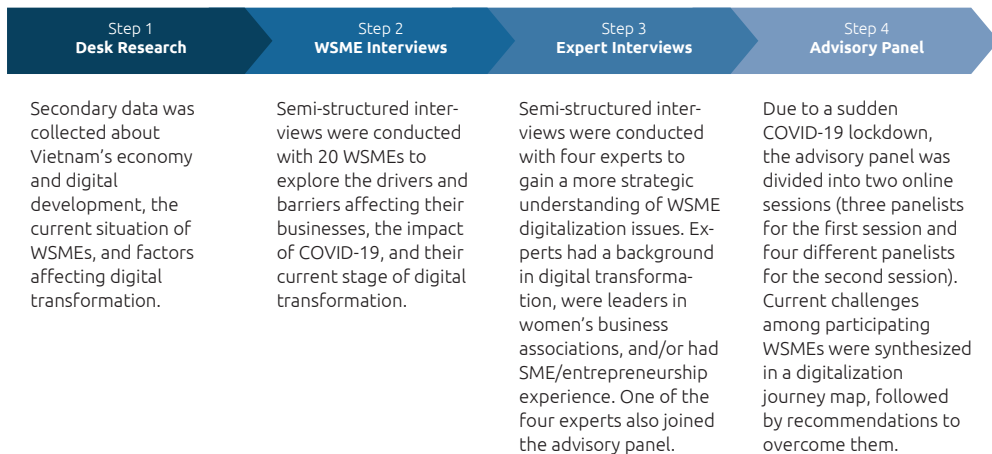 Step 1
Desk Research
Step 2
WSME Interviews
Step 3
Expert Interviews
Step 4
Advisory Panel
Secondary data was
collected about
Vietnam’s economy
and digital
development, the
current situation of
WSMEs, and factors
affecting digital
transformation.
Semi-structured inter-
views were conducted
with 20 WSMEs to
explore the drivers and
barriers affecting their
businesses, the impact
of COVID-19, and their
current stage of digital
transformation.
Semi-structured inter-
views were conducted
with four experts to
gain a more strategic
understanding of WSME
digitalization issues. Ex-
perts had a background
in digital transforma-
tion, were leaders in
women’s business
associations, and/or had
SME/entrepreneurship
experience. One of the
four experts also joined
the advisory panel.
Due to a sudden
COVID-19 lockdown,
the advisory panel was
divided into two online
sessions (three panelists
for the first session and
four different panelists
for the second session).
Current challenges
among participating
WSMEs were synthesized
in a digitalization
journey map, followed
by recommendations to
overcome them.